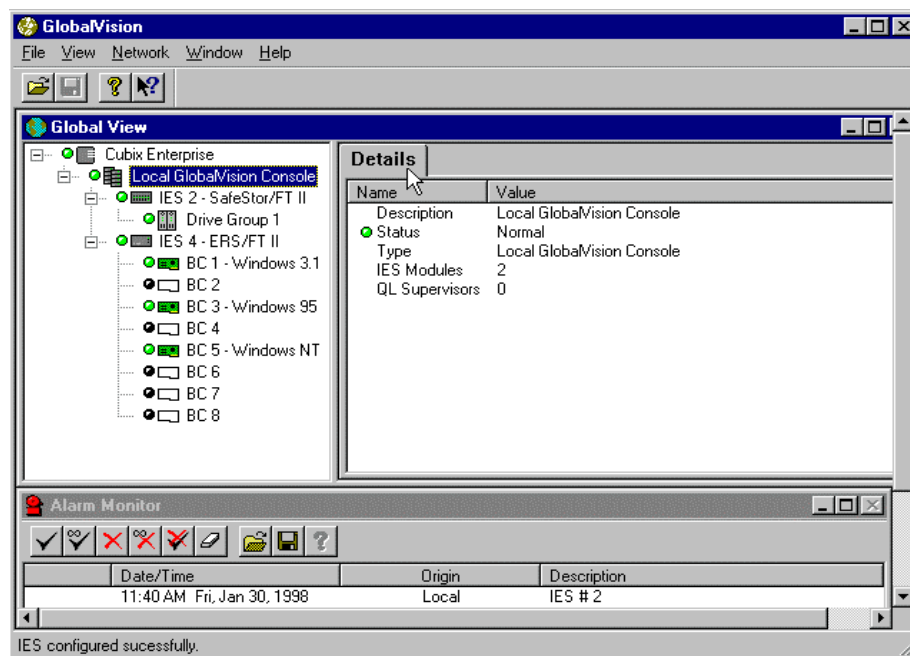 GlobalVision
File View Network Window Help
Global View
Cubix Enterprise
Local GlobalVision Console
IES 2 - SafeStor/FT II
Drive Group 1
IES 4 - ERS/FT II
BC 1 - Windows 3.1
BC 2
BC 3 - Windows 95
BC 4
BC 5 - Windows NT
BC 6
BC 7
BC 8
Details
Name Value
Description Local GlobalVision Console
Status Normal
Type Local GlobalVision Console
IES Modules 2
QL Supervisors 0
Alarm Monitor
Date/Time Origin Description
11:40 AM Fri, Jan 30, 1998 Local IES # 2
IES configured sucessfully.